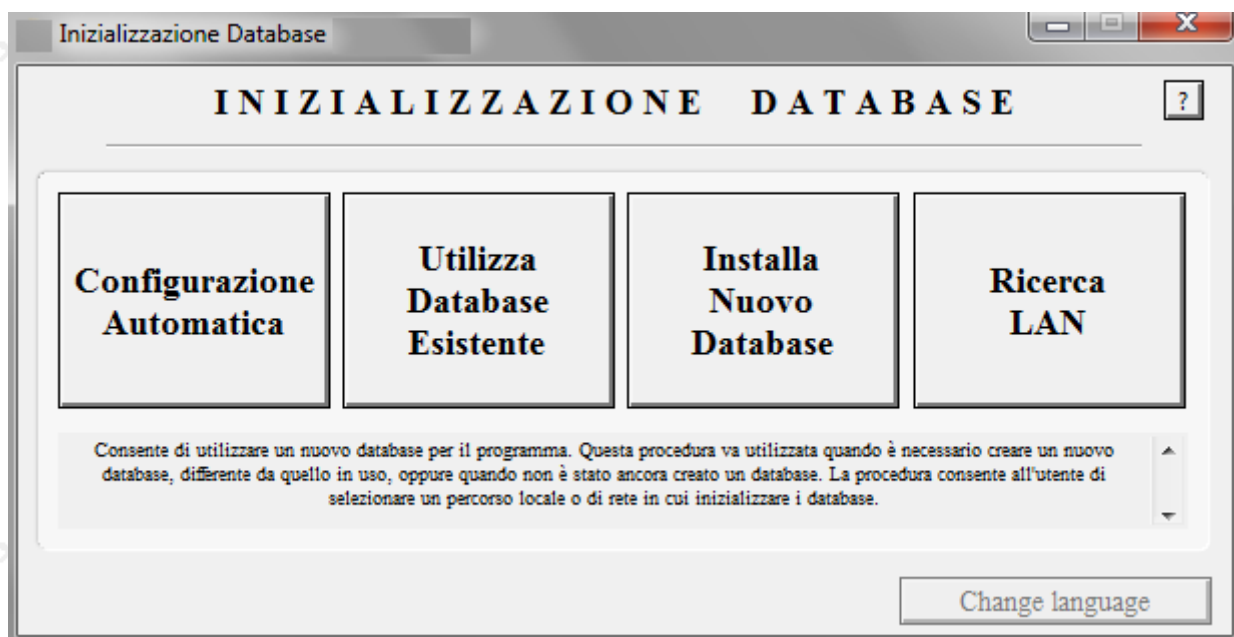 Inizializzazione Database
INIZIALIZZAZIONE DATABASE
?
Configurazione
Automatica
Utilizza
Database
Esistente
Installa
Nuovo
Database
Ricerca
LAN
Consente di utilizzare un nuovo database per il programma. Questa procedura va utilizzata quando è necessario creare un nuovo
database, differente da quello in uso, oppure quando non è stato ancora creato un database. La procedura consente all'utente di
selezionare un percorso locale o di rete in cui inizializzare i database.
Change language